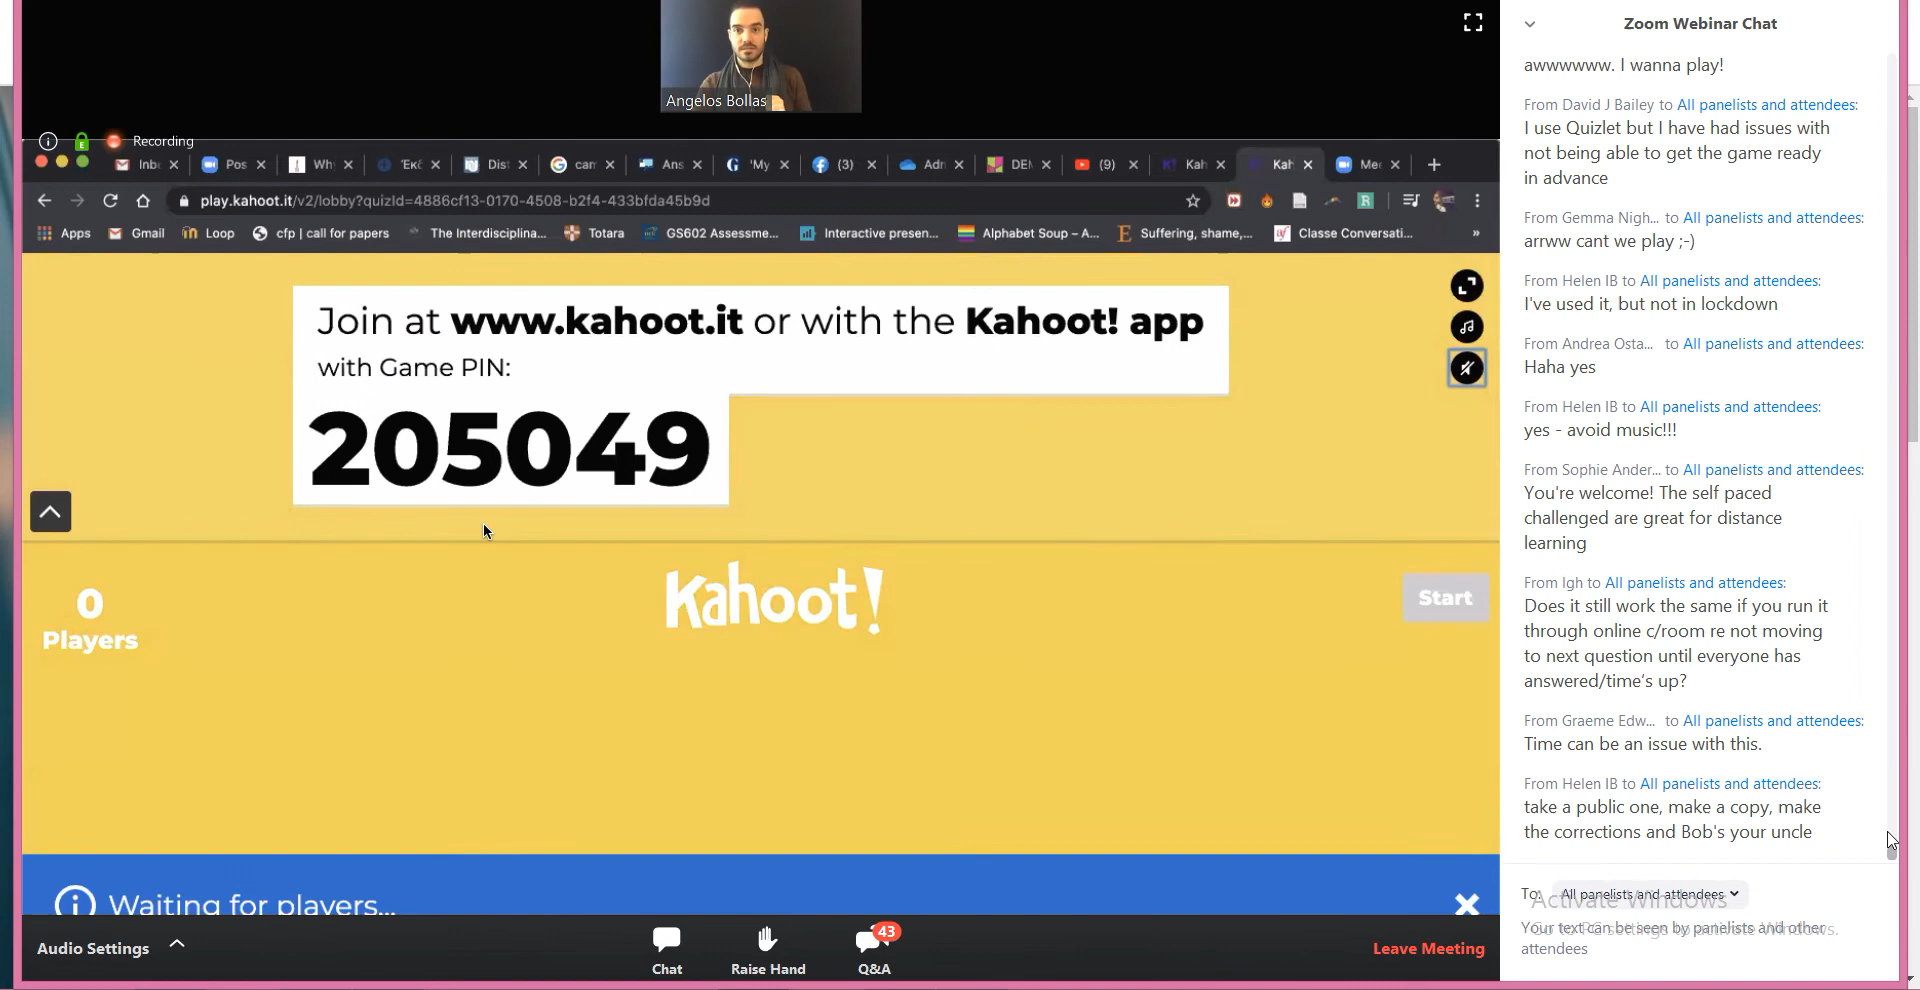 Angelos Bollas
Recording
Inb
Pos
Wh
Έκδ
Dist
G can
Ans
G 'My
(3)
Adr
DEM
(9)
Kah
Kah
Mee
play.kahoot.it/v2/lobby?quizId=4886cf13-0170-4508-b2f4-433bfda45b9d
Apps
Gmail
Loop
cfp | call for papers
The Interdisciplina...
Totara
GS602 Assessme...
Interactive presen...
Alphabet Soup – A...
Suffering, shame,...
Classe Conversati...
»
Join at www.kahoot.it or with the Kahoot! app
with Game PIN:
205049
0
Players
Kahoot!
Start
Waiting for players...
Audio Settings
Chat
Raise Hand
43
Q&A
Leave Meeting
Zoom Webinar Chat
awwwwww. I wanna play!
From David J Bailey to All panelists and attendees:
I use Quizlet but I have had issues with
not being able to get the game ready
in advance
From Gemma Nigh... to All panelists and attendees:
arrww cant we play ;-)
From Helen IB to All panelists and attendees:
I've used it, but not in lockdown
From Andrea Osta... to All panelists and attendees:
Haha yes
From Helen IB to All panelists and attendees:
yes - avoid music!!!
From Sophie Ander... to All panelists and attendees:
You're welcome! The self paced
challenged are great for distance
learning
From lgh to All panelists and attendees:
Does it still work the same if you run it
through online c/room re not moving
to next question until everyone has
answered/time's up?
From Graeme Edw... to All panelists and attendees:
Time can be an issue with this.
From Helen IB to All panelists and attendees:
take a public one, make a copy, make
the corrections and Bob's your uncle
To: All panelists and attendees
Activate Windows
Go to PC settings to activate Windows.
Your text can be seen by panelists and other
attendees